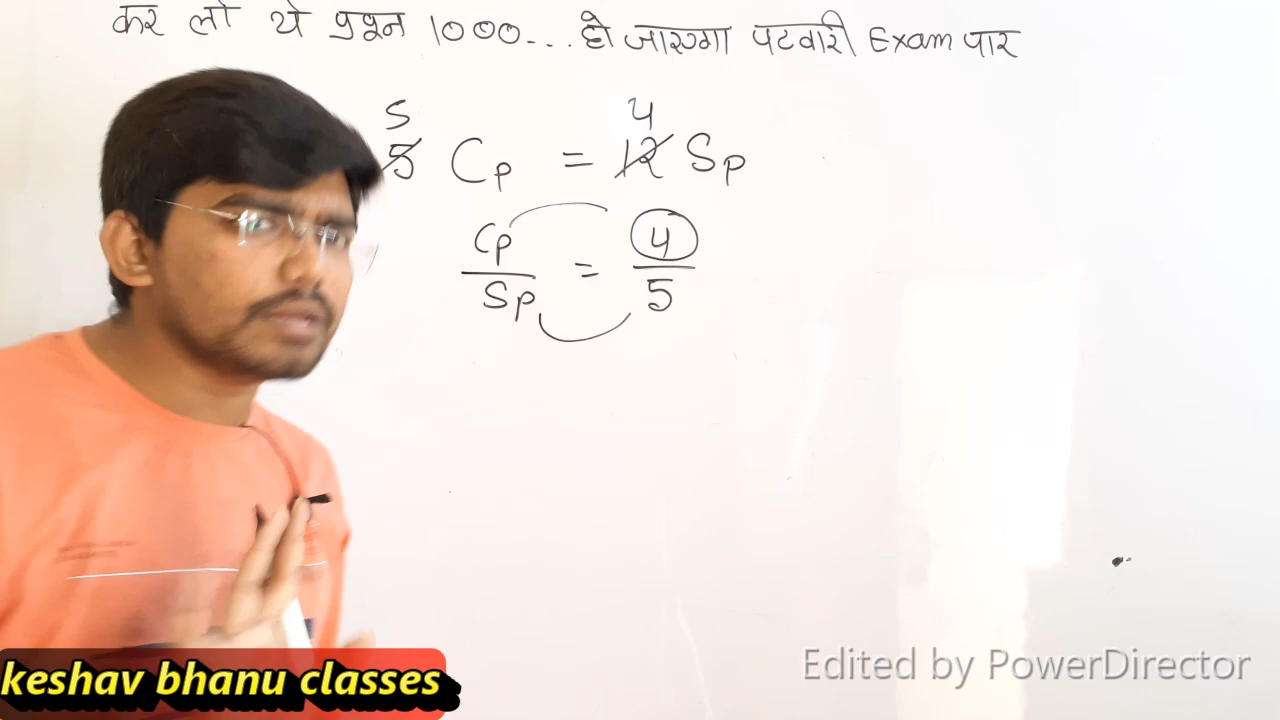 कर लो ये प्रश्न 1000... हो जाएगा पटवारी Exam पार
5 4
Cp = 12 Sp
Cp 4
= 
Sp 5
keshav bhanu classes
Edited by PowerDirector